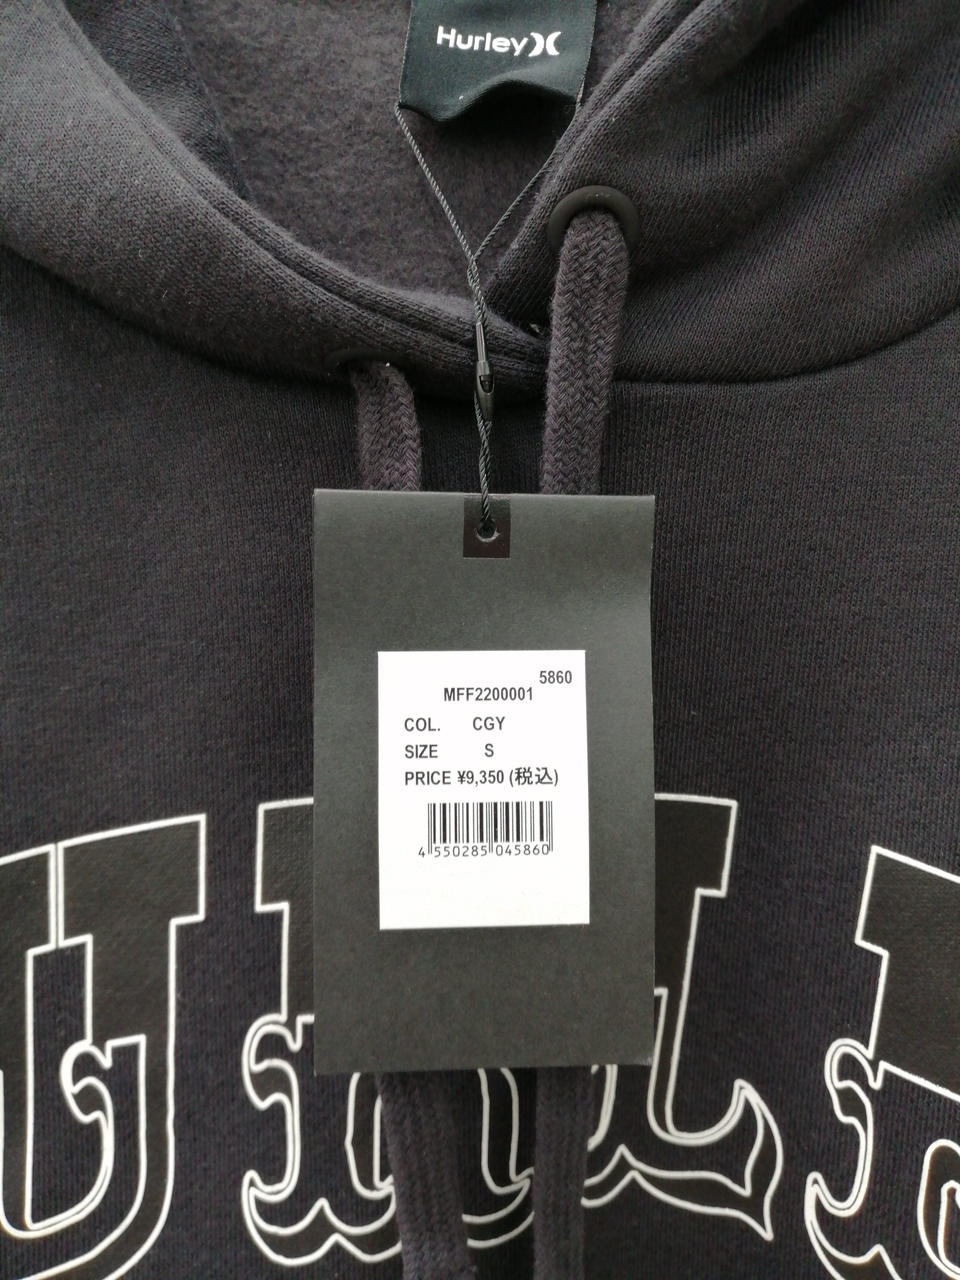 Hurley
5860
MFF2200001
COL. CGY
SIZE S
PRICE ¥9,350 (税込)
4 550285 045860